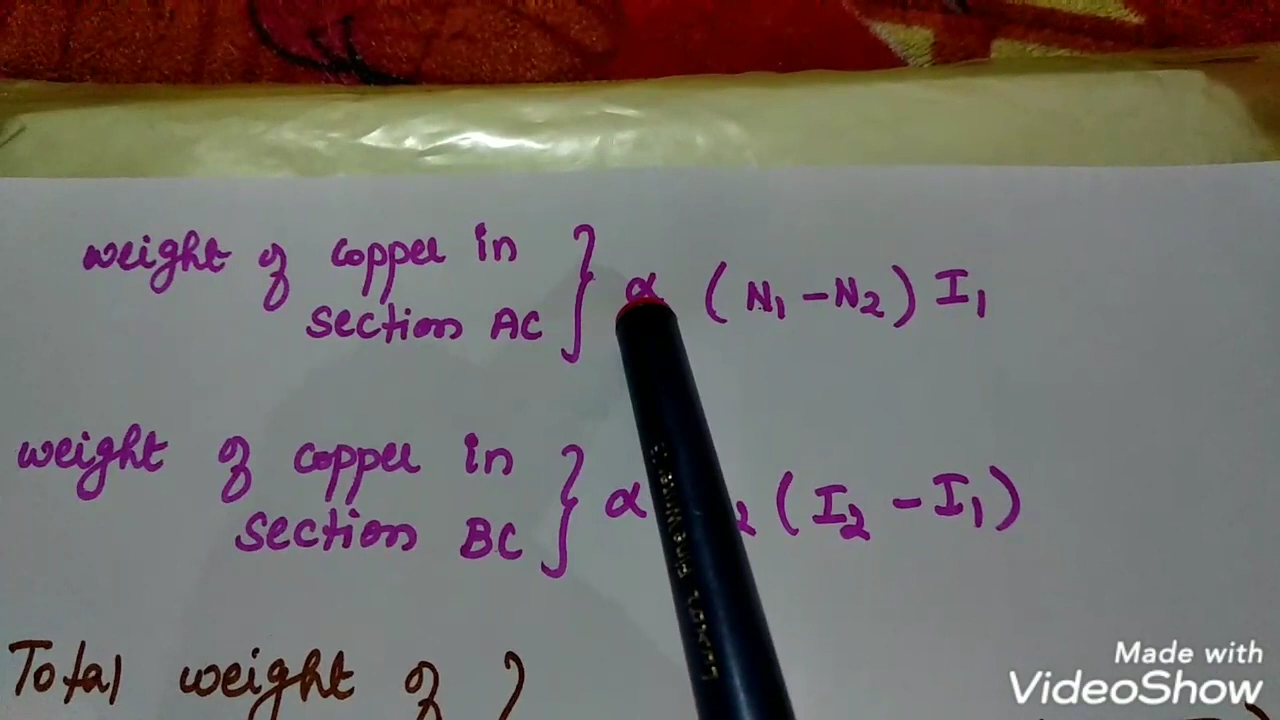 weight of copper in } α (N₁ - N₂) I₁
section AC
weight of copper in } α ₂ (I₂ - I₁)
section BC
Total weight of }
Made with
VideoShow